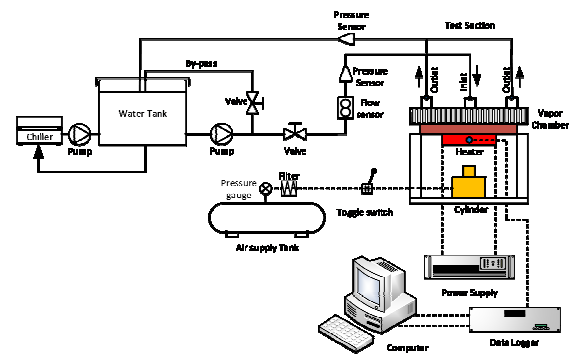 Pressure
Sensor
Test Section
By-pass
Pressure
Sensor
Outlet
Inlet
Outlet
Water Tank
Valve
Flow
sensor
Vapor
Chamber
Chiller
Pump
Pump
Valve
Heater
Pressure
gauge
Filter
Toggle switch
Cylinder
Air supply Tank
Power Supply
Computer
Data Logger